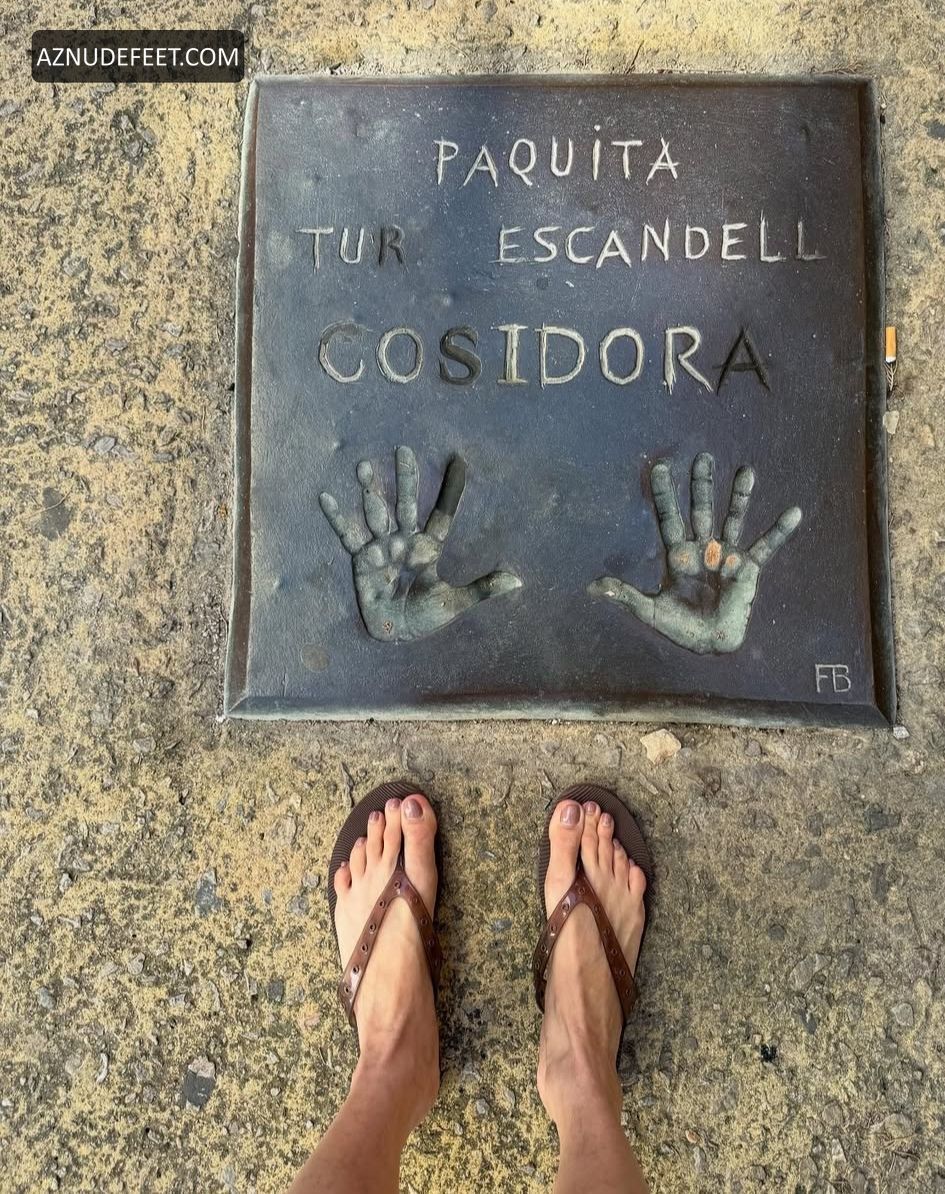 AZNUDEFEET.COM
PAQUITA
TUR ESCANDELL
COSIDORA
FB